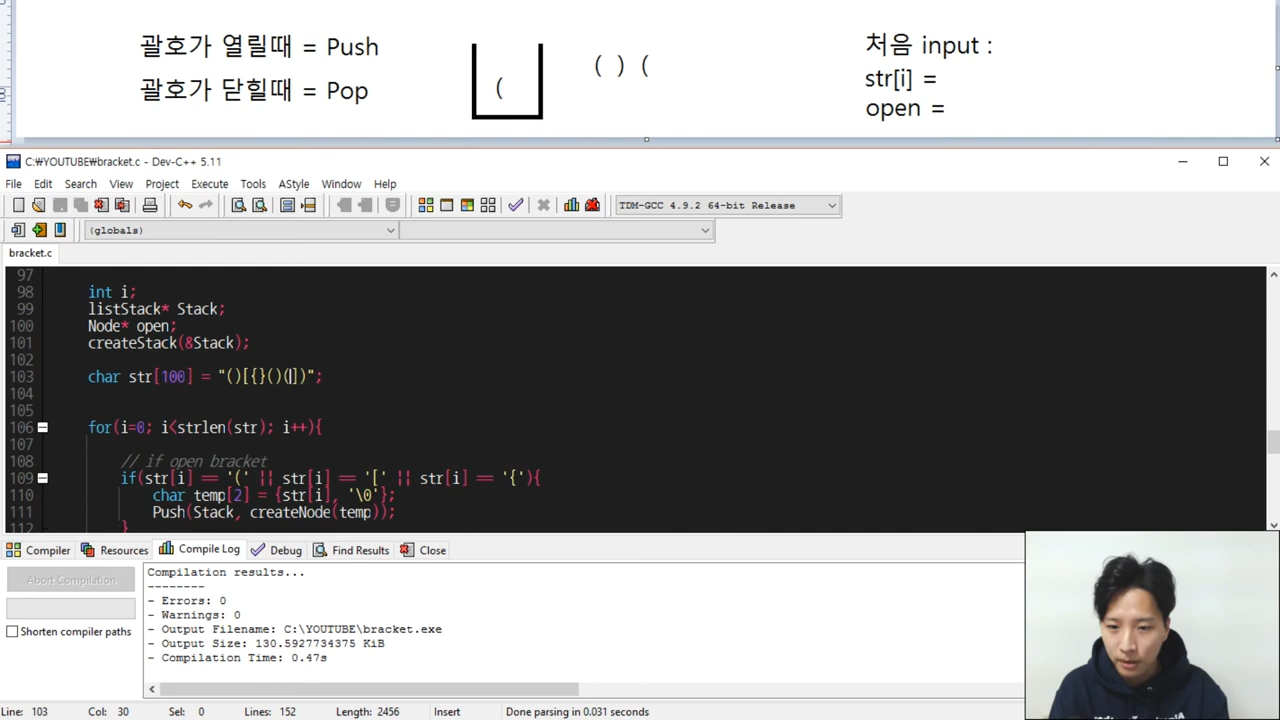 괄호가 열릴때 = Push
괄호가 닫힐때 = Pop
(
( ) (
처음 input :
str[i] =
open =
C:₩YOUTUBE₩bracket.c - Dev-C++ 5.11
File Edit Search View Project Execute Tools AStyle Window Help
TDM-GCC 4.9.2 64-bit Release
(globals)
bracket.c
97
98 int i;
99 listStack* Stack;
100 Node* open;
101 createStack(&Stack);
102
103 char str[100] = "()[{}()(])";
104
105
106 for(i=0; i<strlen(str); i++){
107
108 // if open bracket
109 if(str[i] == '(' || str[i] == '[' || str[i] == '{'){
110 char temp[2] = {str[i], '\0'};
111 Push(Stack, createNode(temp));
112 }
Compiler Resources Compile Log Debug Find Results Close
Abort Compilation
Shorten compiler paths
Compilation results...
--------
- Errors: 0
- Warnings: 0
- Output Filename: C:\YOUTUBE\bracket.exe
- Output Size: 130.5927734375 KiB
- Compilation Time: 0.47s
Line: 103 Col: 30 Sel: 0 Lines: 152 Length: 2456 Insert Done parsing in 0.031 seconds